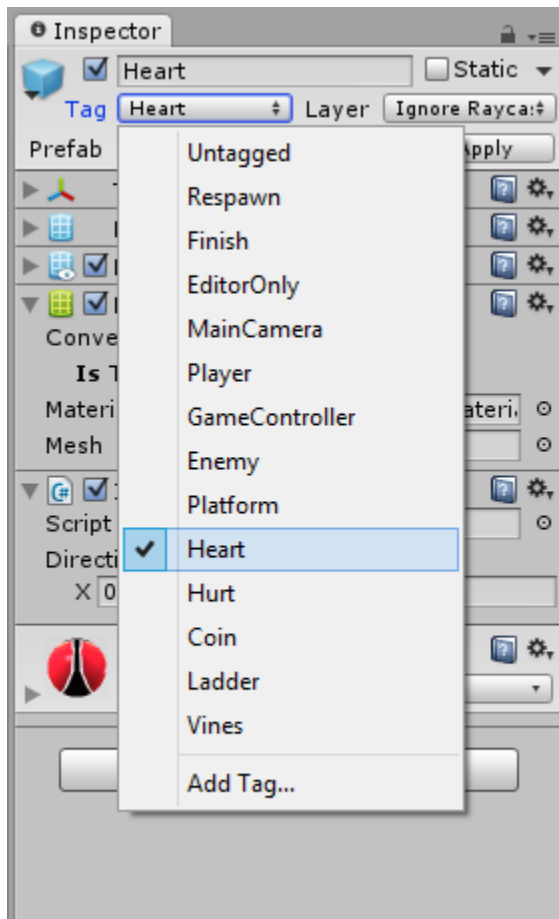 Inspector
Heart Static
Tag Heart Layer Ignore Rayca
Prefab Apply
Untagged
Respawn
Finish
EditorOnly
MainCamera
Player
GameController
Enemy
Platform
Heart
Hurt
Coin
Ladder
Vines
Add Tag...
Conve
Is T
Materi ateri
Mesh
Script
Directi
X 0